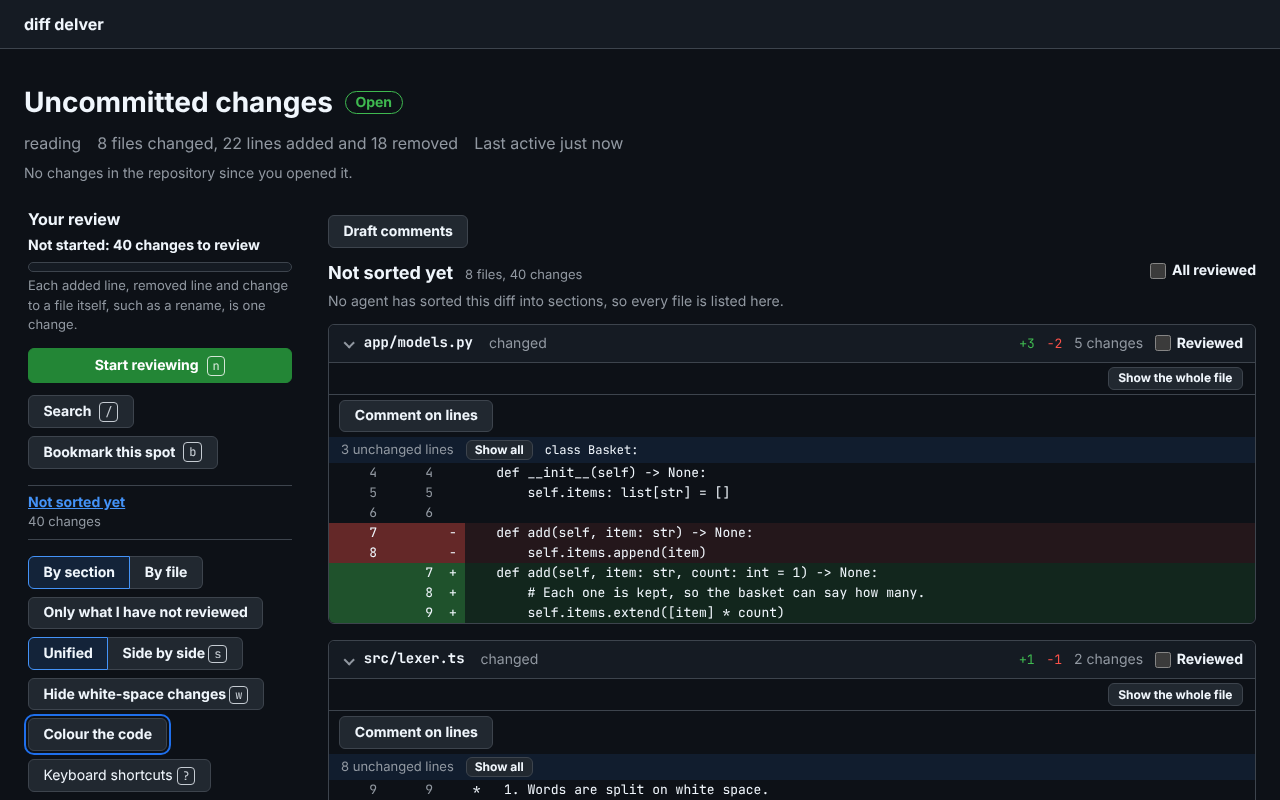 diff delver
Uncommitted changes Open
reading 8 files changed, 22 lines added and 18 removed Last active just now
No changes in the repository since you opened it.
Your review
Not started: 40 changes to review
Each added line, removed line and change
to a file itself, such as a rename, is one
change.
Start reviewing n
Search /
Bookmark this spot b
Not sorted yet
40 changes
By section By file
Only what I have not reviewed
Unified Side by side s
Hide white-space changes w
Colour the code
Keyboard shortcuts ?
Draft comments
Not sorted yet 8 files, 40 changes All reviewed
No agent has sorted this diff into sections, so every file is listed here.
app/models.py changed +3 -2 5 changes Reviewed
Show the whole file
Comment on lines
3 unchanged lines Show all class Basket:
4 4 def __init__(self) -> None:
5 5 self.items: list[str] = []
6 6
7 - def add(self, item: str) -> None:
8 - self.items.append(item)
7 + def add(self, item: str, count: int = 1) -> None:
8 + # Each one is kept, so the basket can say how many.
9 + self.items.extend([item] * count)
src/lexer.ts changed +1 -1 2 changes Reviewed
Show the whole file
Comment on lines
8 unchanged lines Show all
9 9 * 1. Words are split on white space.